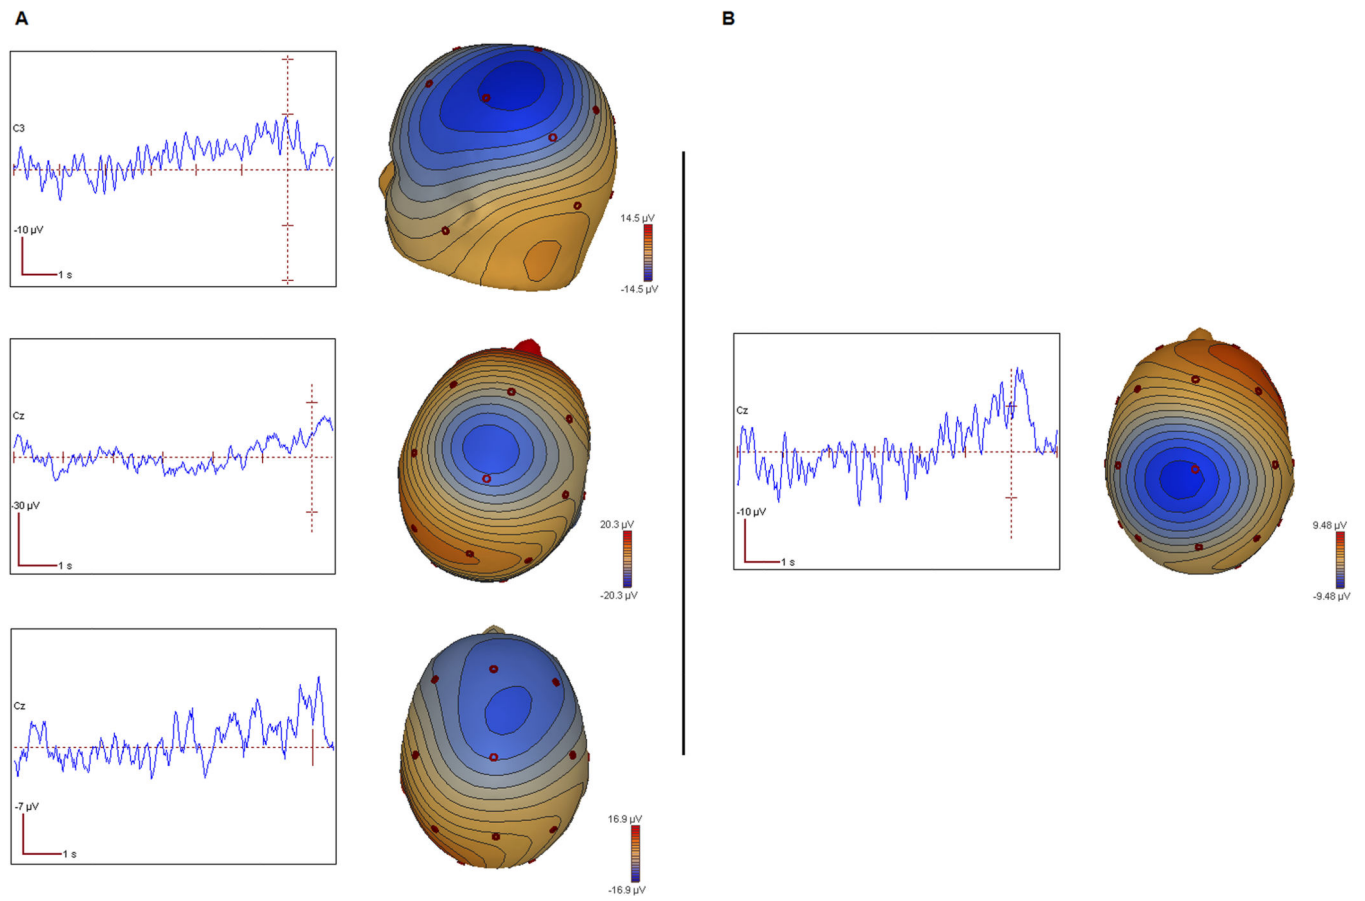 A
B
C3
-10 µV
1 s
14.5 µV
-14.5 µV
Cz
-30 µV
1 s
20.3 µV
-20.3 µV
Cz
-10 µV
1 s
9.48 µV
-9.48 µV
Cz
-7 µV
1 s
16.9 µV
-16.9 µV